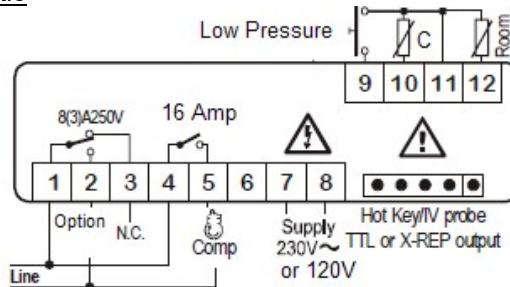 Low Pressure
C
Room
9 10 11 12
8(3)A250V
16 Amp
1 2 3 4 5 6 7 8
Option
N.C.
Comp
Supply
230V~
or 120V
Hot Key/IV probe
TTL or X-REP output
Line